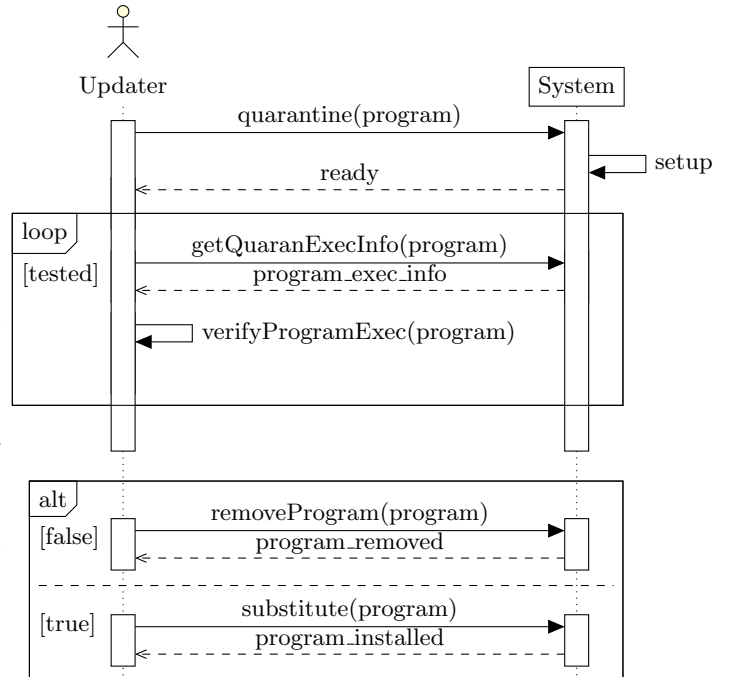 Updater
System
quarantine(program)
setup
ready
loop
getQuaranExecInfo(program)
[tested]
program_exec_info
verifyProgramExec(program)
alt
removeProgram(program)
[false]
program_removed
substitute(program)
[true]
program_installed